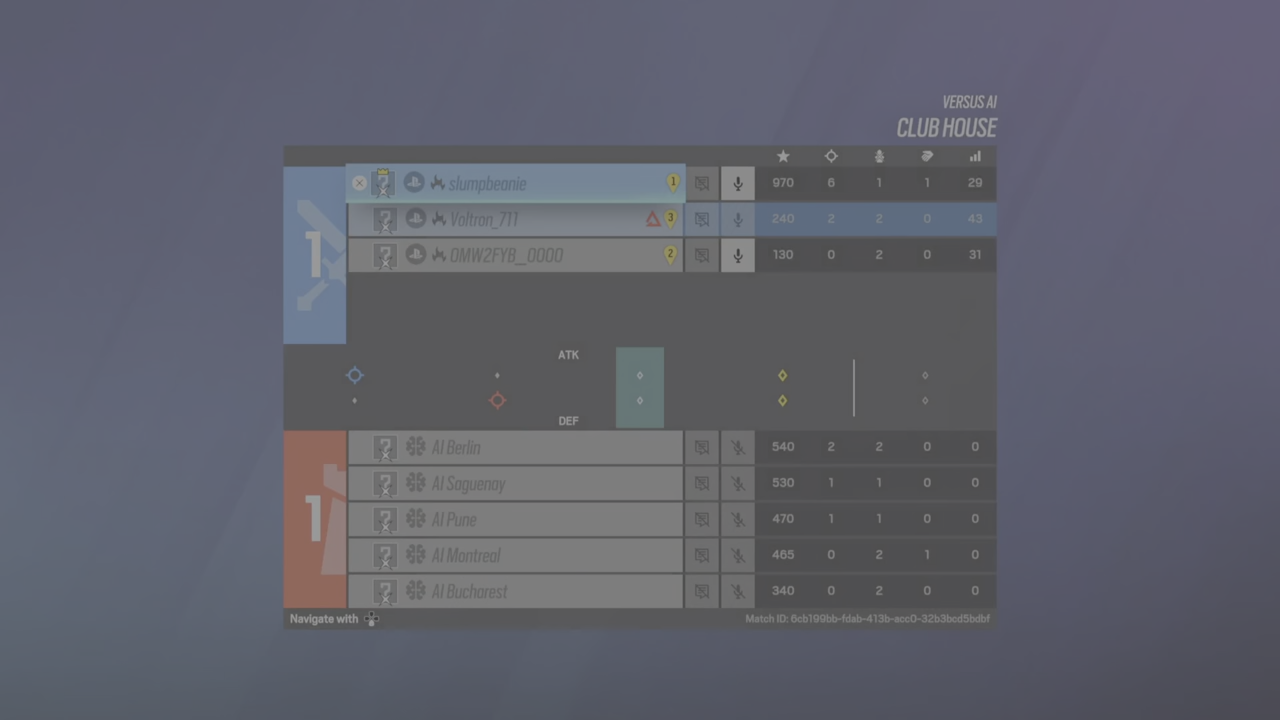 VERSUS AI
CLUB HOUSE
slumpbeanie 1 970 6 1 1 29
Voltron_711 3 240 2 2 0 43
OMW2FYB_OOOO 2 130 0 2 0 31
1
ATK
DEF
AI Berlin 540 2 2 0 0
AI Saguenay 530 1 1 0 0
1
AI Pune 470 1 1 0 0
AI Montreal 465 0 2 1 0
AI Bucharest 340 0 2 0 0
Navigate with
Match ID: 6cb199bb-fdab-413b-acc0-32b3bcd5bdbf